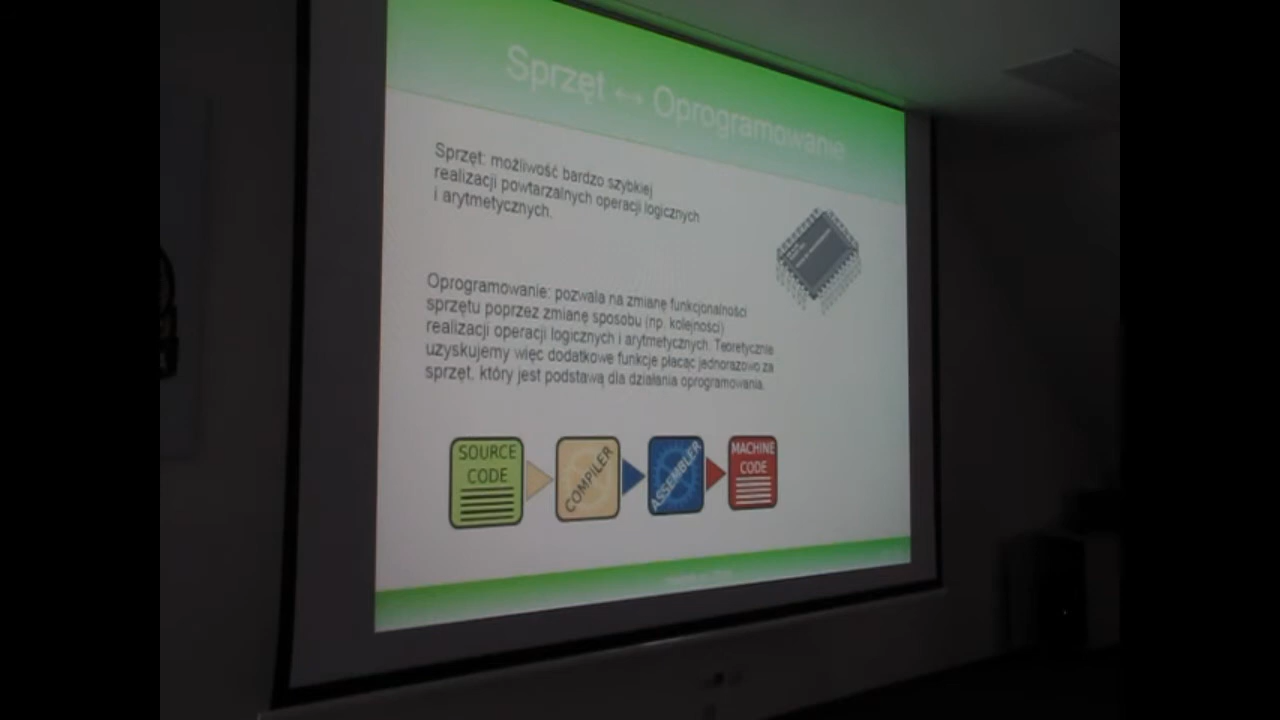 Sprzęt ↔ Oprogramowanie
Sprzęt: możliwość bardzo szybkiej
realizacji powtarzalnych operacji logicznych
i arytmetycznych.
Oprogramowanie: pozwala na zmianę funkcjonalności
sprzętu poprzez zmianę sposobu (np. kolejności)
realizacji operacji logicznych i arytmetycznych. Teoretycznie
uzyskujemy więc dodatkowe funkcje płacąc jednorazowo za
sprzęt, który jest podstawą dla działania oprogramowania.
SOURCE
CODE
COMPILER
ASSEMBLER
MACHINE
CODE